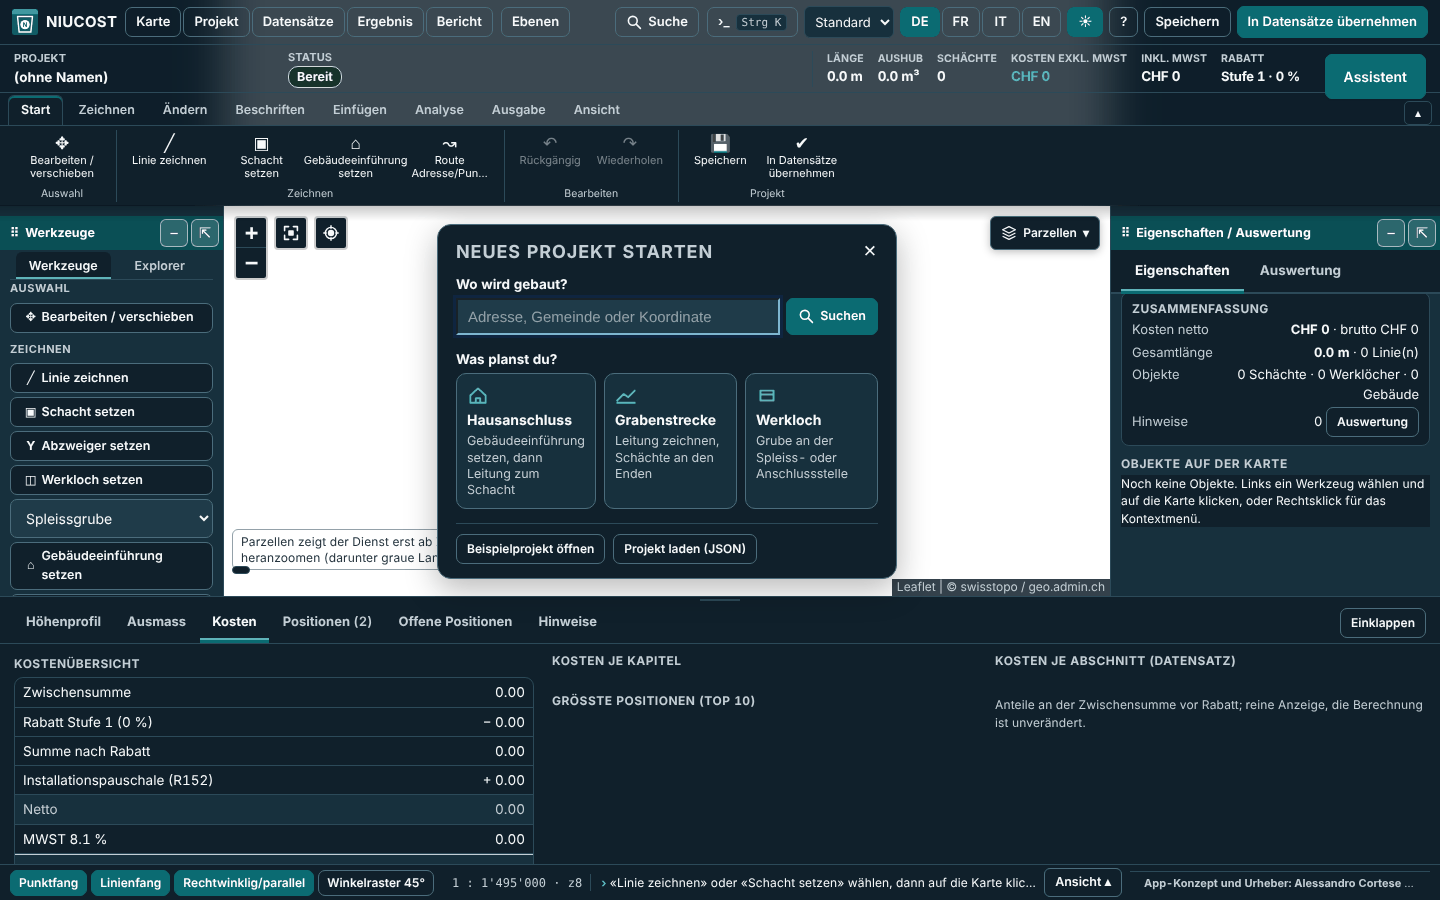 NIUCOST Karte Projekt Datensätze Ergebnis Bericht Ebenen Suche Strg K Standard DE FR IT EN ? Speichern In Datensätze übernehmen
PROJEKT
(ohne Namen)
STATUS
Bereit
LÄNGE
0.0 m
AUSHUB
0.0 m³
SCHÄCHTE
0
KOSTEN EXKL. MWST
CHF 0
INKL. MWST
CHF 0
RABATT
Stufe 1 · 0 %
Assistent
Start Zeichnen Ändern Beschriften Einfügen Analyse Ausgabe Ansicht
Bearbeiten /
verschieben
Auswahl
Linie zeichnen
Schacht
setzen
Gebäudeeinführung
setzen
Route
Adresse/Pun...
Zeichnen
Rückgängig
Wiederholen
Bearbeiten
Speichern
In Datensätze
übernehmen
Projekt
Werkzeuge
Werkzeuge Explorer
AUSWAHL
Bearbeiten / verschieben
ZEICHNEN
Linie zeichnen
Schacht setzen
Abzweiger setzen
Werkloch setzen
Spleissgrube
Gebäudeeinführung
setzen
Parzellen
Parzellen zeigt der Dienst erst ab
heranzoomen (darunter graue Lan
NEUES PROJEKT STARTEN
Wo wird gebaut?
Adresse, Gemeinde oder Koordinate
Suchen
Was planst du?
Hausanschluss
Gebäudeeinführung
setzen, dann
Leitung zum
Schacht
Grabenstrecke
Leitung zeichnen,
Schächte an den
Enden
Werkloch
Grube an der
Spleiss- oder
Anschlussstelle
Beispielprojekt öffnen
Projekt laden (JSON)
Leaflet | © swisstopo / geo.admin.ch
Eigenschaften / Auswertung
Eigenschaften Auswertung
ZUSAMMENFASSUNG
Kosten netto CHF 0 · brutto CHF 0
Gesamtlänge 0.0 m · 0 Linie(n)
Objekte 0 Schächte · 0 Werklöcher · 0
Gebäude
Hinweise 0 Auswertung
OBJEKTE AUF DER KARTE
Noch keine Objekte. Links ein Werkzeug wählen und
auf die Karte klicken, oder Rechtsklick für das
Kontextmenü.
Höhenprofil Ausmass Kosten Positionen (2) Offene Positionen Hinweise Einklappen
KOSTENÜBERSICHT
Zwischensumme 0.00
Rabatt Stufe 1 (0 %) − 0.00
Summe nach Rabatt 0.00
Installationspauschale (R152) + 0.00
Netto 0.00
MWST 8.1 % 0.00
KOSTEN JE KAPITEL
GRÖSSTE POSITIONEN (TOP 10)
KOSTEN JE ABSCHNITT (DATENSATZ)
Anteile an der Zwischensumme vor Rabatt; reine Anzeige, die Berechnung
ist unverändert.
Punktfang Linienfang Rechtwinklig/parallel Winkelraster 45° 1 : 1'495'000 · z8 › «Linie zeichnen» oder «Schacht setzen» wählen, dann auf die Karte klic... Ansicht ▴ App-Konzept und Urheber: Alessandro Cortese ...